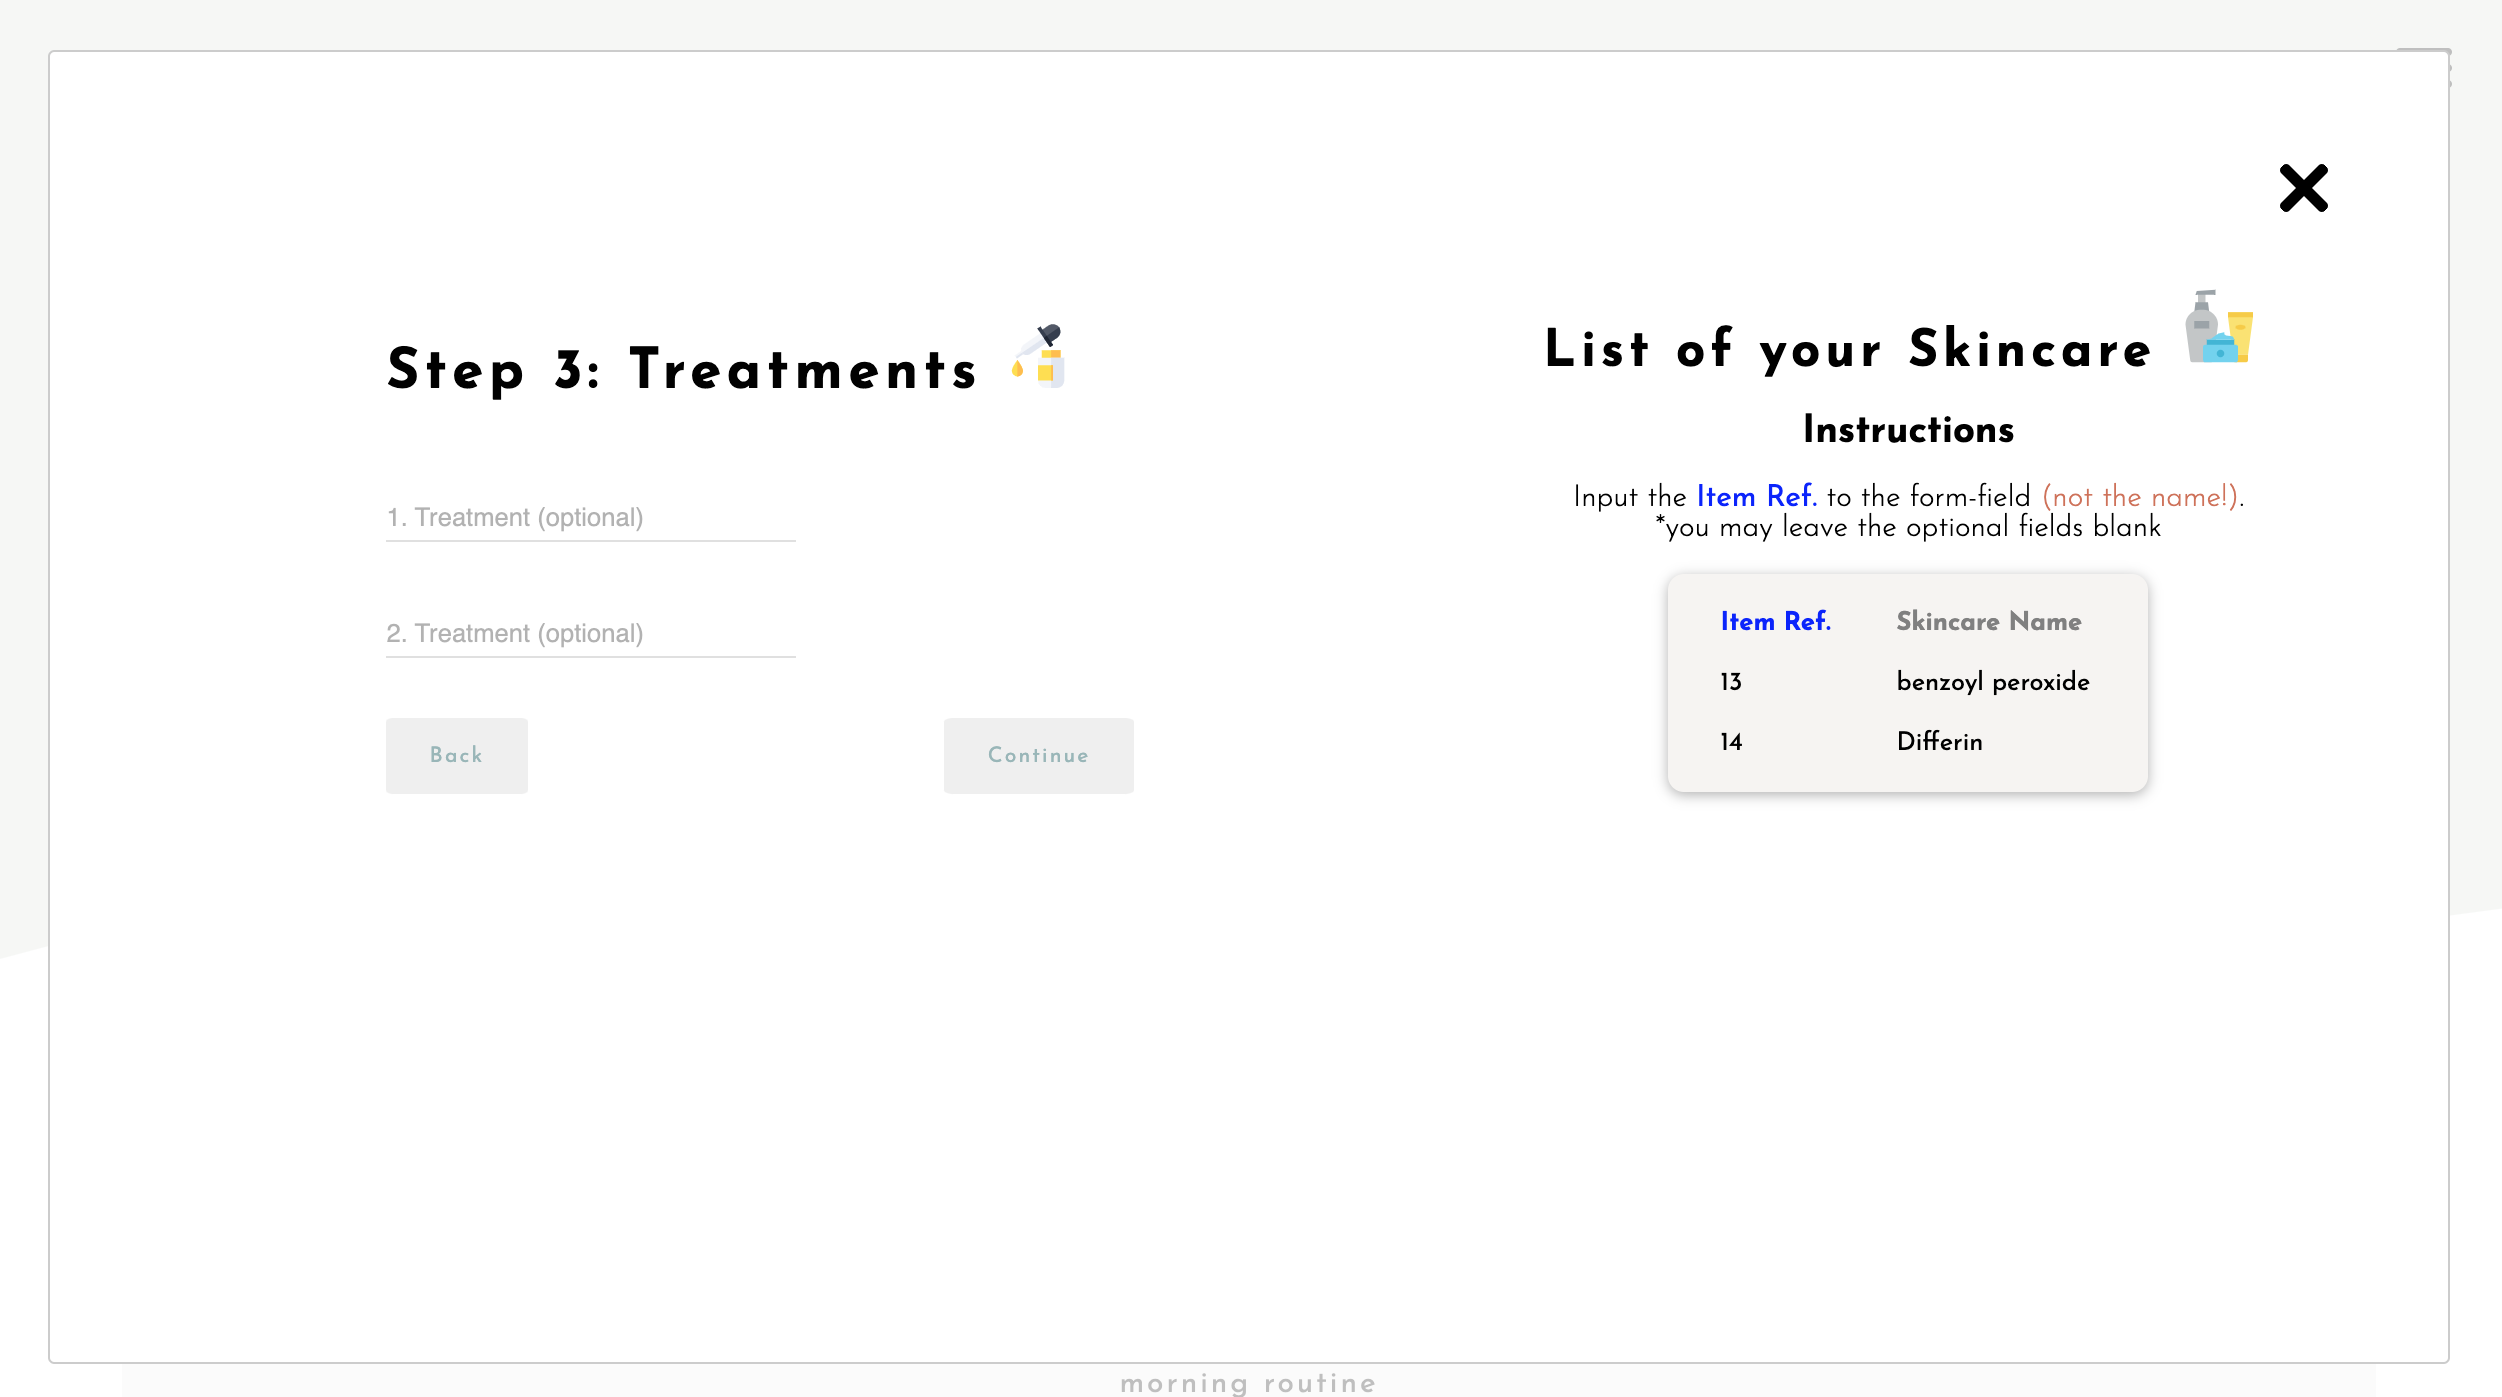 Step 3: Treatments
1. Treatment (optional)
2. Treatment (optional)
Back
Continue
List of your Skincare
Instructions
Input the Item Ref. to the form-field (not the name!).
*you may leave the optional fields blank
Item Ref. Skincare Name
13 benzoyl peroxide
14 Differin
morning routine